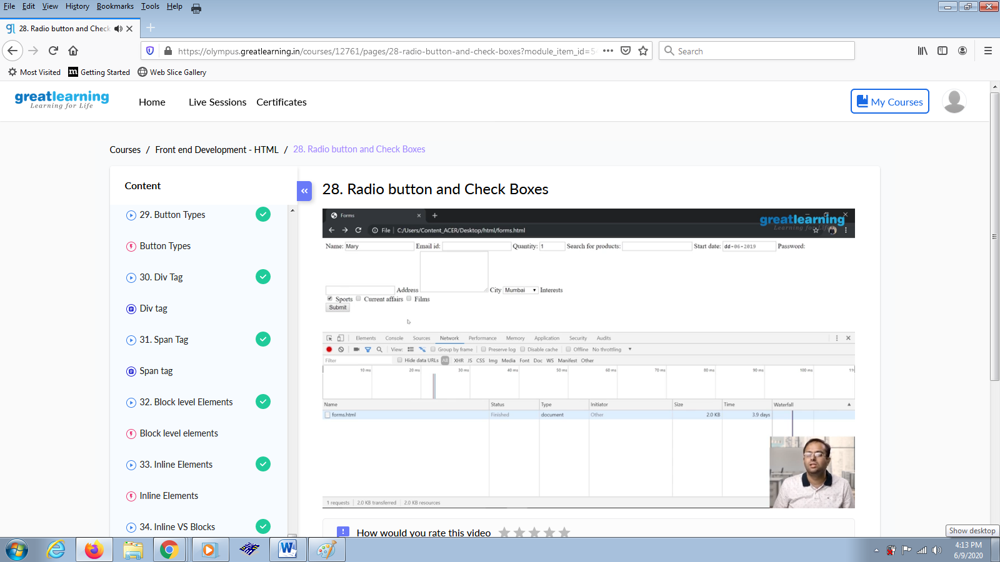 File Edit View History Bookmarks Tools Help
gl 28. Radio button and Check
https://olympus.greatlearning.in/courses/12761/pages/28-radio-button-and-check-boxes?module_item_id=5
Search
Most Visited Getting Started Web Slice Gallery
greatlearning
Learning for Life
Home Live Sessions Certificates
My Courses
Courses / Front end Development - HTML / 28. Radio button and Check Boxes
Content
29. Button Types
Button Types
30. Div Tag
Div tag
31. Span Tag
Span tag
32. Block level Elements
Block level elements
33. Inline Elements
Inline Elements
34. Inline VS Blocks
28. Radio button and Check Boxes
Forms
greatlearning
Learning for Life
File | C:/Users/Content_ACER/Desktop/html/forms.html
Name: Mary Email id: Quantity: 1 Search for products: Start date: dd-06-2019 Password:
Address City Mumbai Interests
Sports Current affairs Films
Submit
Elements Console Sources Network Performance Memory Application Security Audits
View: Group by frame Preserve log Disable cache Offline No throttling
Filter Hide data URLs All XHR JS CSS Img Media Font Doc WS Manifest Other
10 ms 20 ms 30 ms 40 ms 50 ms 60 ms 70 ms 80 ms 90 ms 100 ms 11
Name Status Type Initiator Size Time Waterfall
forms.html Finished document Other 2.0 KB 3.9 days
1 requests | 2.0 KB transferred | 2.0 KB resources
How would you rate this video
Show desktop
4:13 PM
6/9/2020